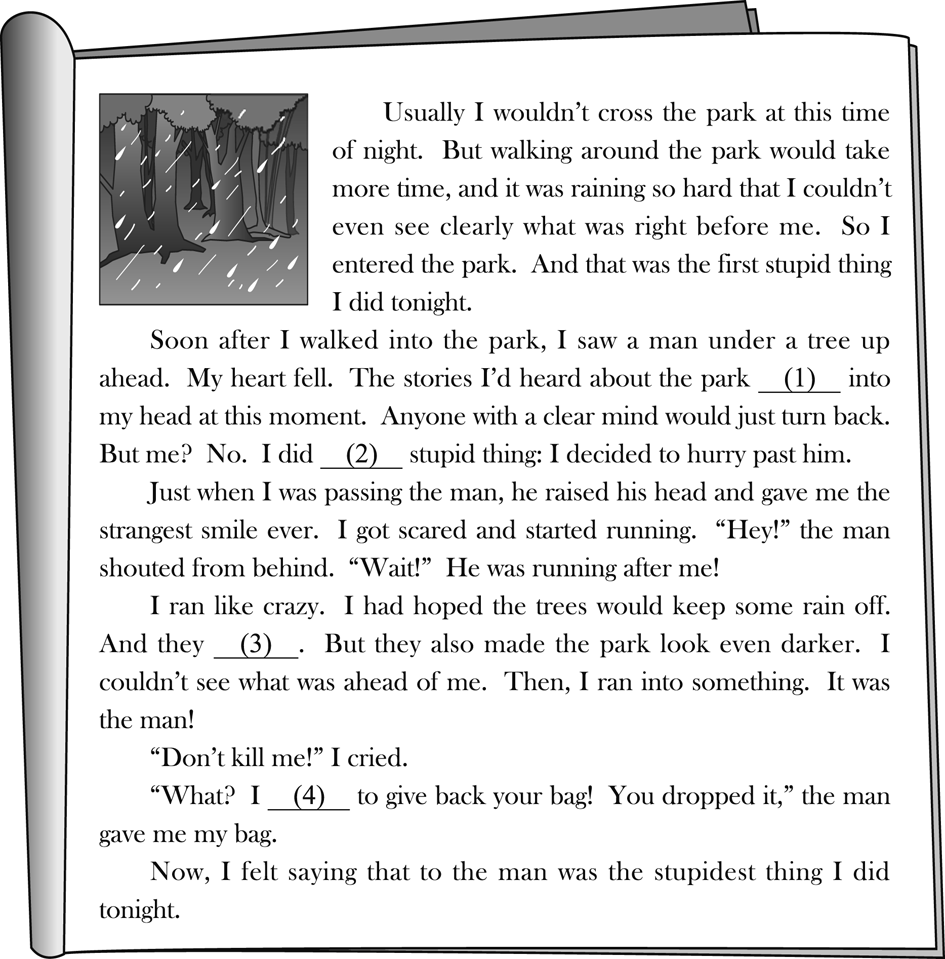 Usually I wouldn’t cross the park at this time
of night. But walking around the park would take
more time, and it was raining so hard that I couldn’t
even see clearly what was right before me. So I
entered the park. And that was the first stupid thing
I did tonight.
Soon after I walked into the park, I saw a man under a tree up
ahead. My heart fell. The stories I’d heard about the park (1) into
my head at this moment. Anyone with a clear mind would just turn back.
But me? No. I did (2) stupid thing: I decided to hurry past him.
Just when I was passing the man, he raised his head and gave me the
strangest smile ever. I got scared and started running. “Hey!” the man
shouted from behind. “Wait!” He was running after me!
I ran like crazy. I had hoped the trees would keep some rain off.
And they (3) . But they also made the park look even darker. I
couldn’t see what was ahead of me. Then, I ran into something. It was
the man!
“Don’t kill me!” I cried.
“What? I (4) to give back your bag! You dropped it,” the man
gave me my bag.
Now, I felt saying that to the man was the stupidest thing I did
tonight.